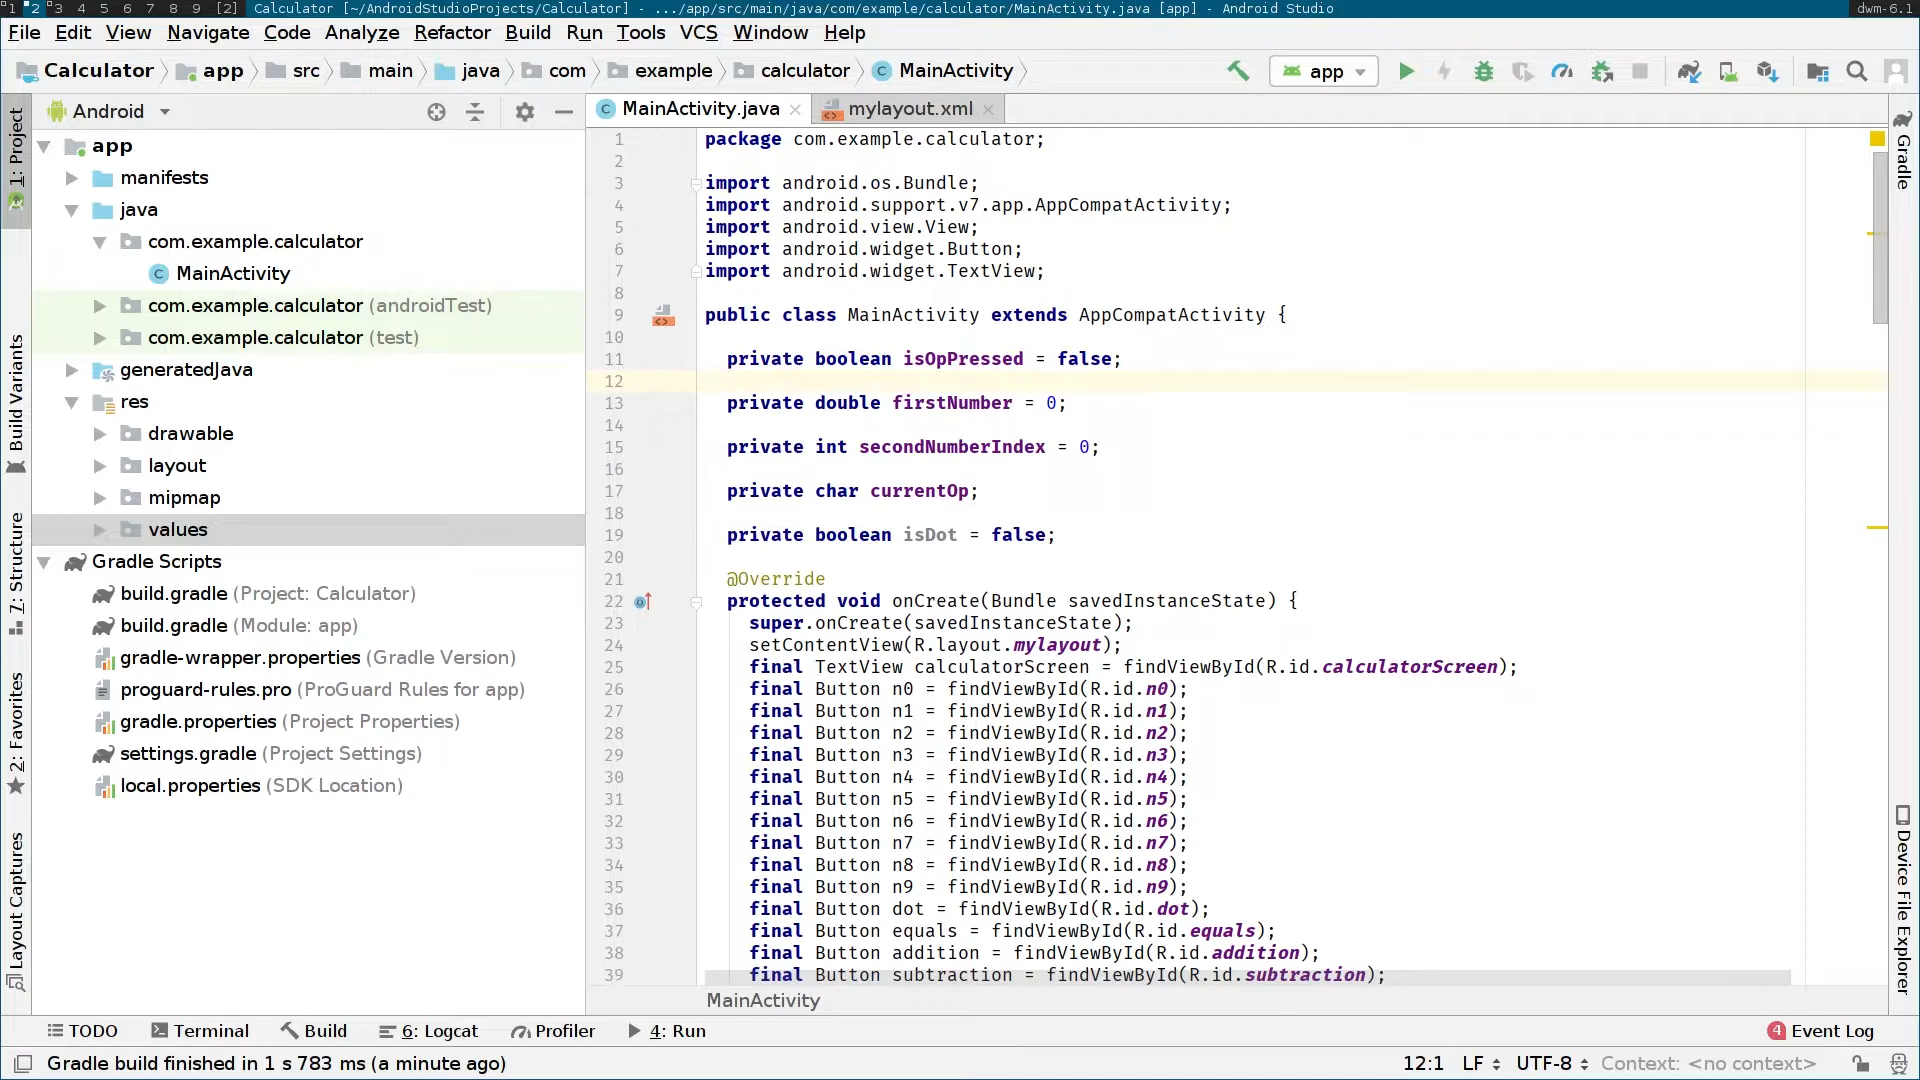 1 2 3 4 5 6 7 8 9 [2] Calculator [~/AndroidStudioProjects/Calculator] - .../app/src/main/java/com/example/calculator/MainActivity.java [app] - Android Studio dwm-6.1
File Edit View Navigate Code Analyze Refactor Build Run Tools VCS Window Help
Calculator app src main java com example calculator MainActivity app
Android
MainActivity.java
mylayout.xml
1: Project
Build Variants
7: Structure
2: Favorites
Layout Captures
app
manifests
java
com.example.calculator
MainActivity
com.example.calculator (androidTest)
com.example.calculator (test)
generatedJava
res
drawable
layout
mipmap
values
Gradle Scripts
build.gradle (Project: Calculator)
build.gradle (Module: app)
gradle-wrapper.properties (Gradle Version)
proguard-rules.pro (ProGuard Rules for app)
gradle.properties (Project Properties)
settings.gradle (Project Settings)
local.properties (SDK Location)
1 package com.example.calculator;
2
3 import android.os.Bundle;
4 import android.support.v7.app.AppCompatActivity;
5 import android.view.View;
6 import android.widget.Button;
7 import android.widget.TextView;
8
9 public class MainActivity extends AppCompatActivity {
10
11 private boolean isOpPressed = false;
12
13 private double firstNumber = 0;
14
15 private int secondNumberIndex = 0;
16
17 private char currentOp;
18
19 private boolean isDot = false;
20
21 @Override
22 protected void onCreate(Bundle savedInstanceState) {
23 super.onCreate(savedInstanceState);
24 setContentView(R.layout.mylayout);
25 final TextView calculatorScreen = findViewById(R.id.calculatorScreen);
26 final Button n0 = findViewById(R.id.n0);
27 final Button n1 = findViewById(R.id.n1);
28 final Button n2 = findViewById(R.id.n2);
29 final Button n3 = findViewById(R.id.n3);
30 final Button n4 = findViewById(R.id.n4);
31 final Button n5 = findViewById(R.id.n5);
32 final Button n6 = findViewById(R.id.n6);
33 final Button n7 = findViewById(R.id.n7);
34 final Button n8 = findViewById(R.id.n8);
35 final Button n9 = findViewById(R.id.n9);
36 final Button dot = findViewById(R.id.dot);
37 final Button equals = findViewById(R.id.equals);
38 final Button addition = findViewById(R.id.addition);
39 final Button subtraction = findViewById(R.id.subtraction);
MainActivity
Gradle
Device File Explorer
TODO Terminal Build 6: Logcat Profiler 4: Run 4 Event Log
Gradle build finished in 1 s 783 ms (a minute ago) 12:1 LF UTF-8 Context: <no context>